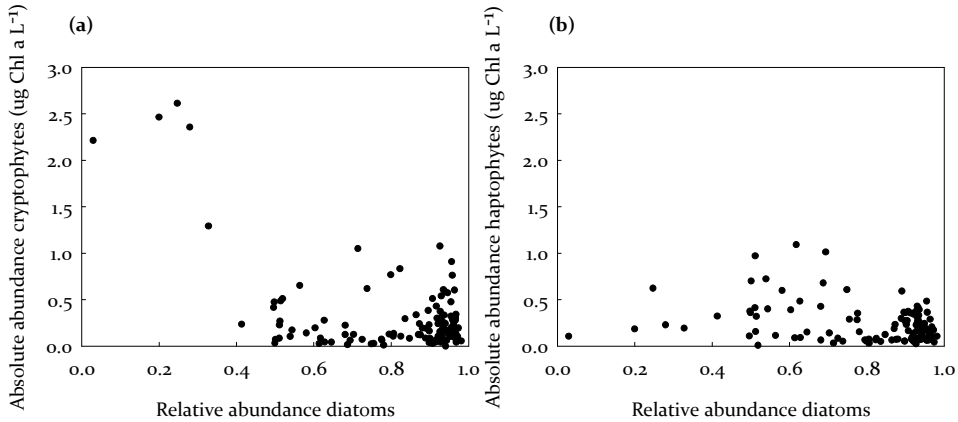 (a)
Absolute abundance cryptophytes (ug Chl a L⁻¹)
3.0
2.5
2.0
1.5
1.0
0.5
0.0
0.0 0.2 0.4 0.6 0.8 1.0
Relative abundance diatoms
(b)
Absolute abundance haptophytes (ug Chl a L⁻¹)
3.0
2.5
2.0
1.5
1.0
0.5
0.0
0.0 0.2 0.4 0.6 0.8 1.0
Relative abundance diatoms